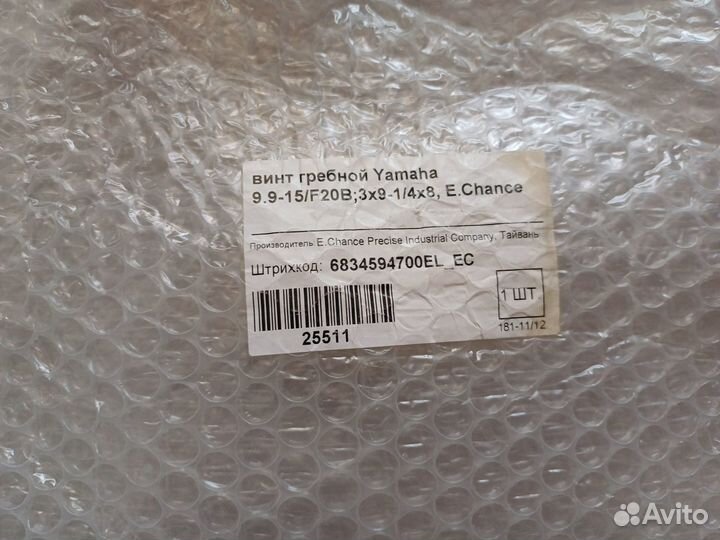 винт гребной Yamaha
9.9-15/F20B;3x9-1/4x8, E.Chance
Производитель E.Chance Precise Industrial Company, Тайвань
Штрихкод: 6834594700EL_EC
1 ШТ.
25511
181-11/12
Avito